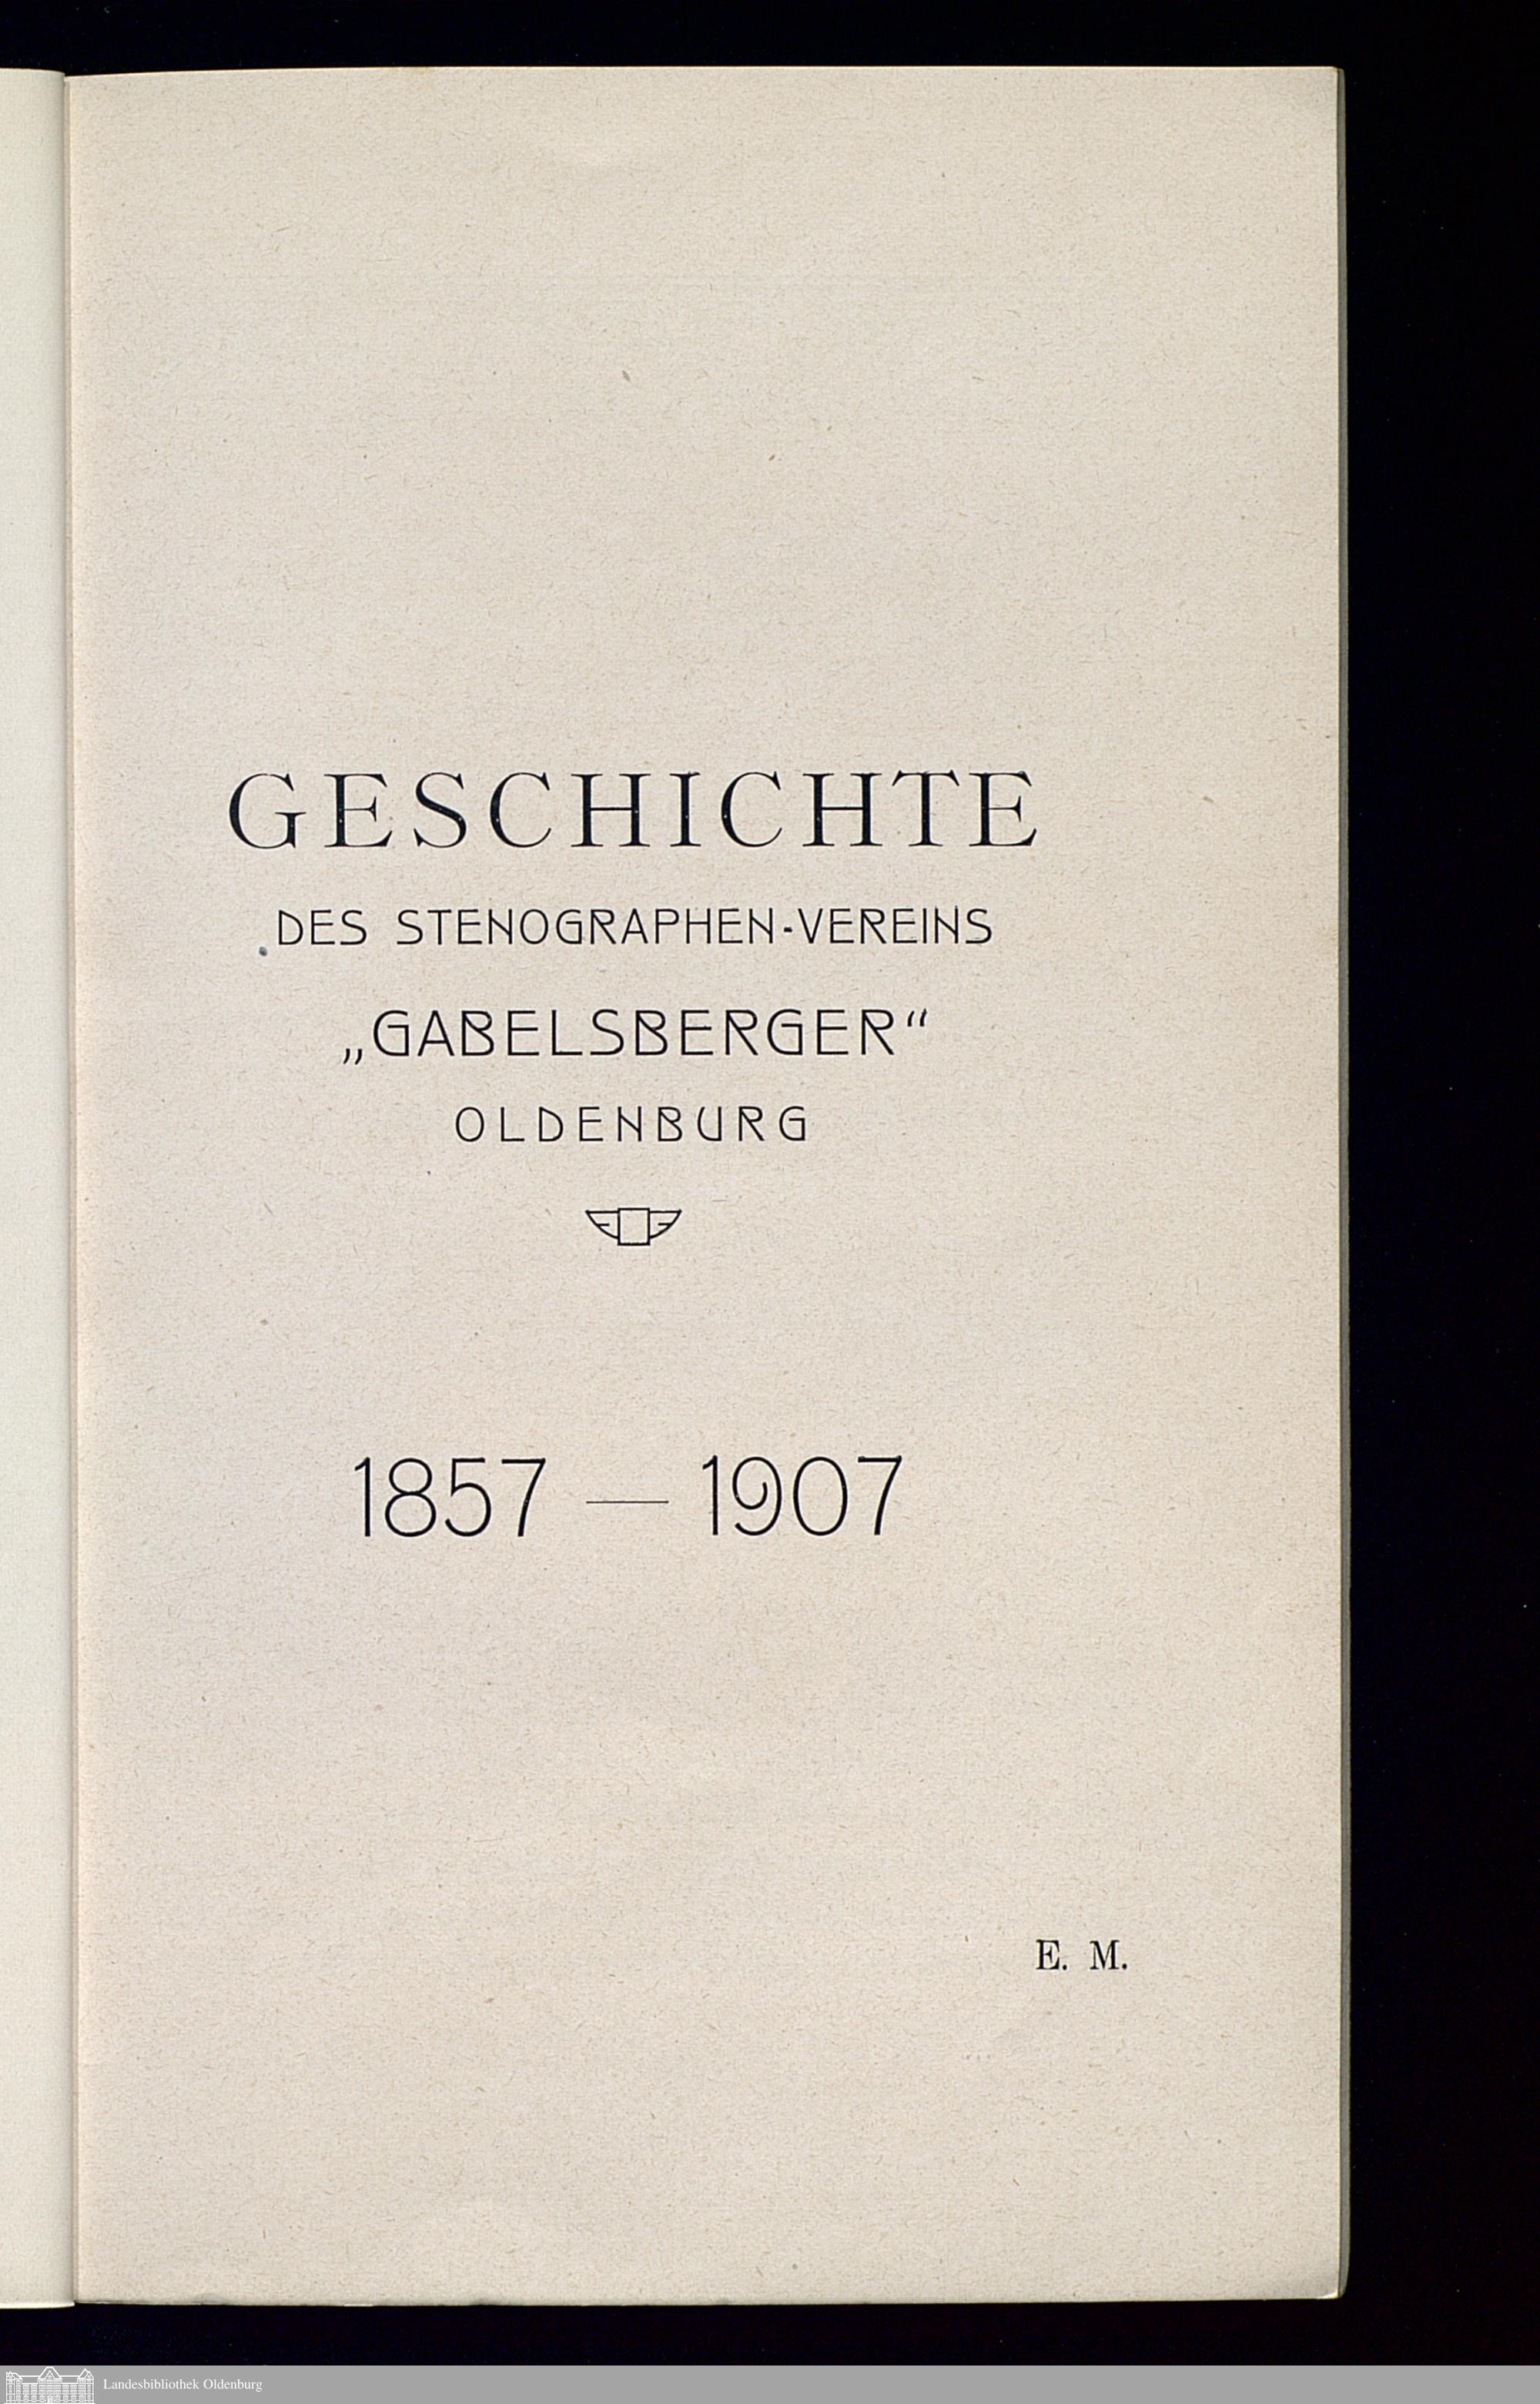 GESCHICHTE
DES STENOGRAPHEN-VEREINS
„GABELSBERGER“
OLDENBURG
1857 — 1907
E. M.
Landesbibliothek Oldenburg